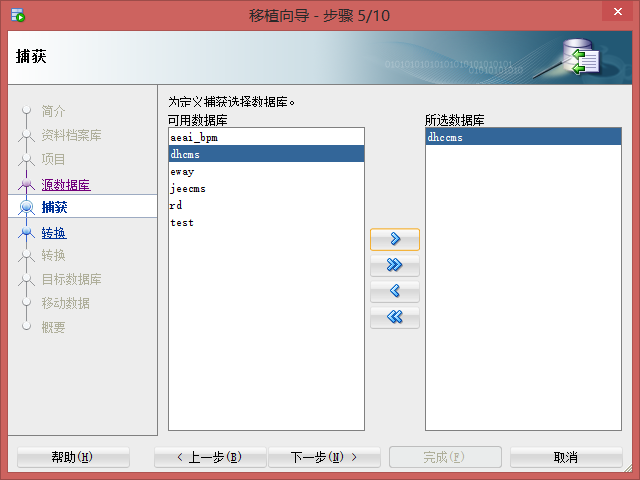 移植向导 - 步骤 5/10
捕获
0101010101010101010101010101
01010101010
简介
资料档案库
项目
源数据库
捕获
转换
转换
目标数据库
移动数据
概要
为定义捕获选择数据库。
可用数据库
aeai_bpm
dhcms
eway
jeecms
rd
test
所选数据库
dhccms
帮助(H)
上一步(B)
下一步(N)
完成(F)
取消